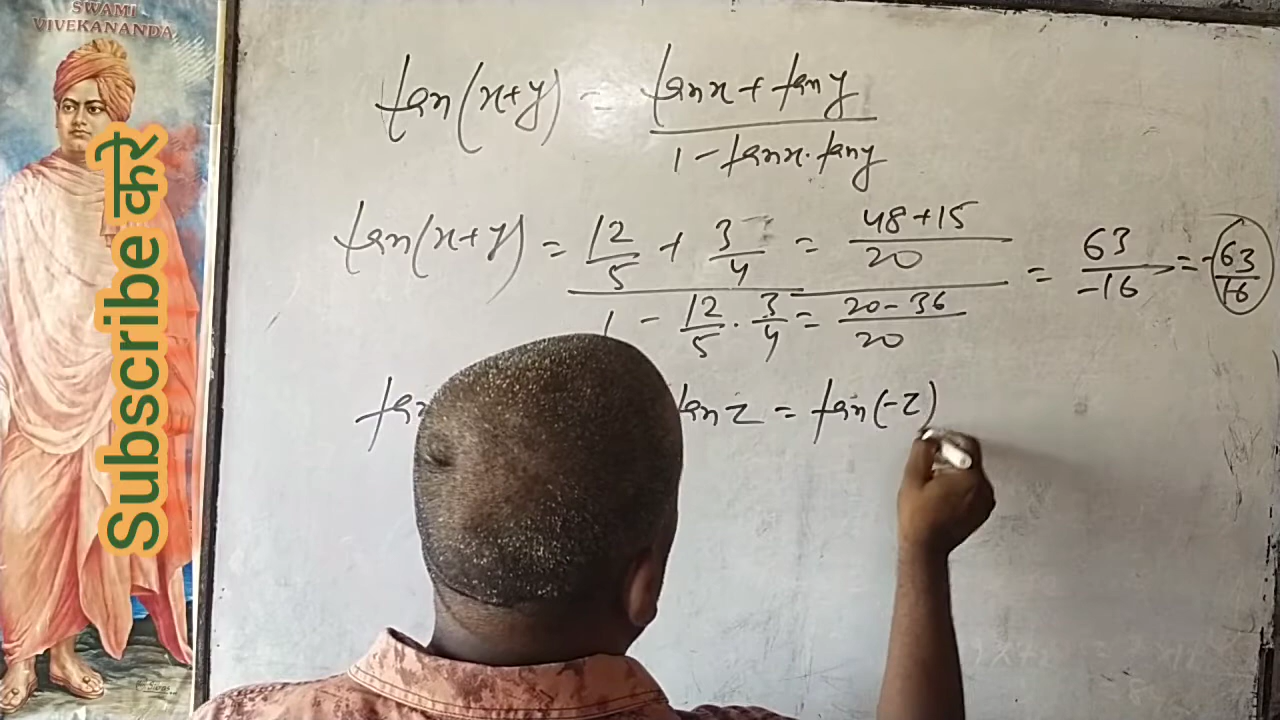 SWAMI
VIVEKANANDA
Subscribe करे
tan(x+y) = (tanx + tany)/(1 - tanx·tany)
tan(x+y) = (12/5 + 3/4)/(1 - 12/5 · 3/4) = ((48+15)/20)/((20-36)/20) = 63/-16 = -63/16
tan tan z = tan(-z)